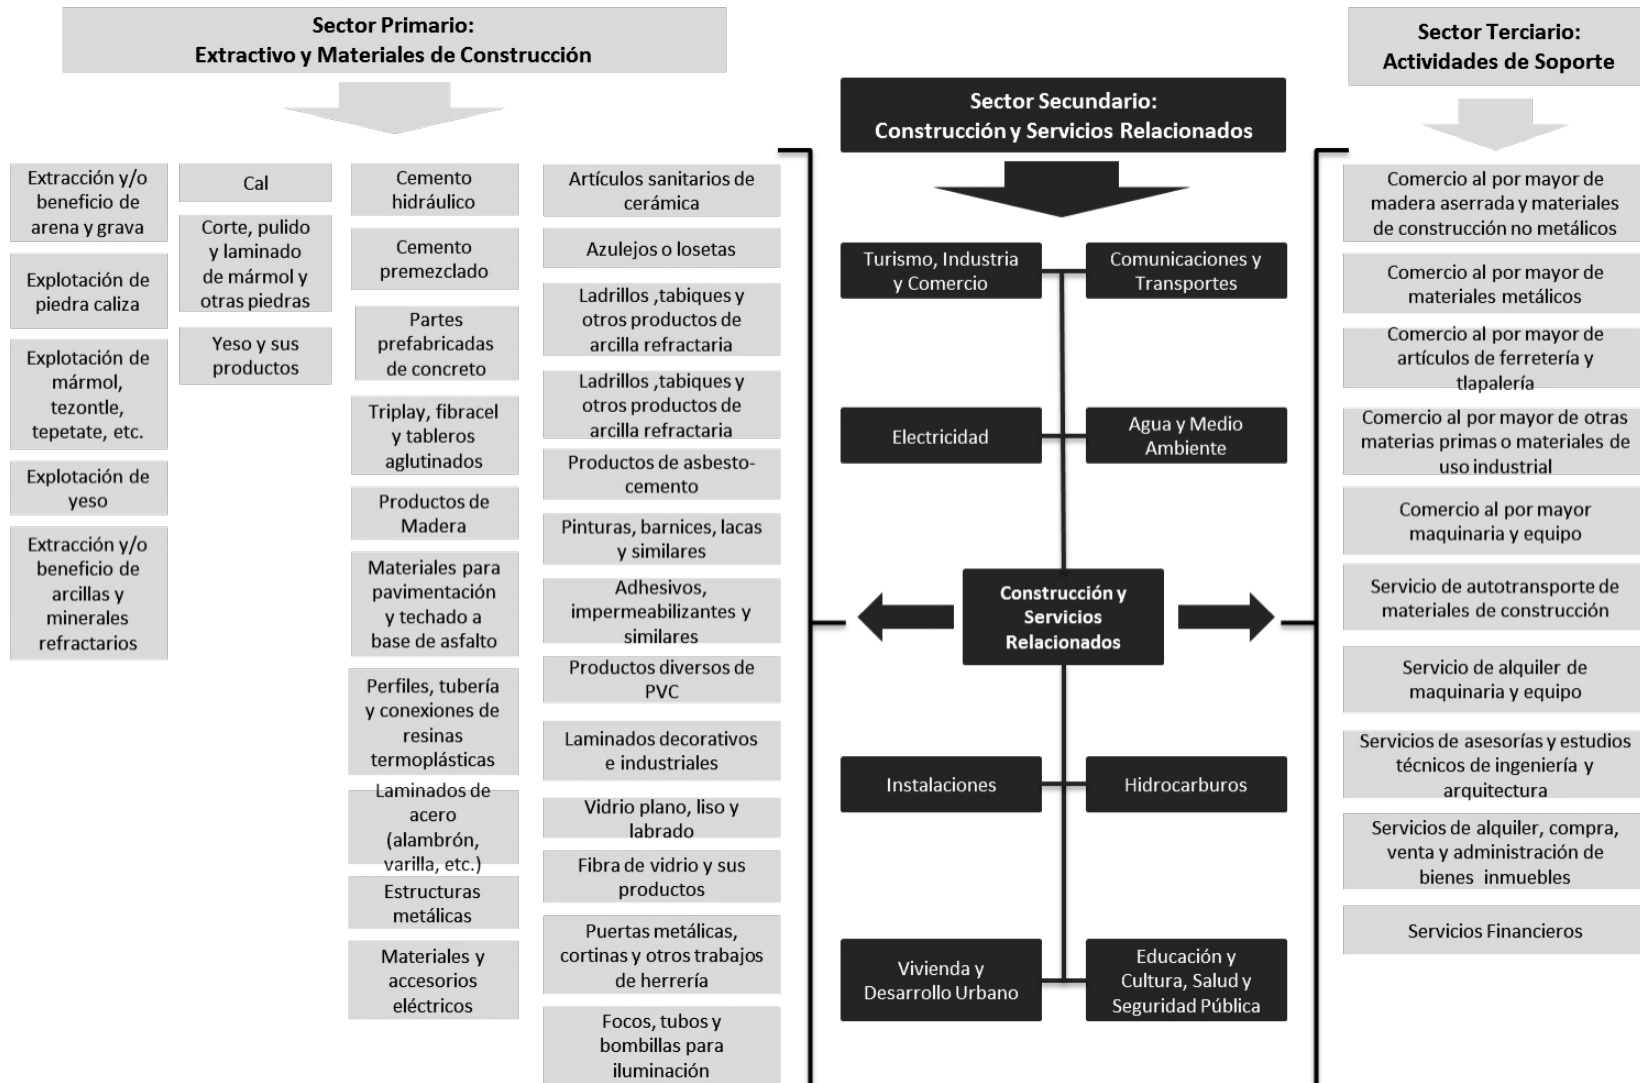 Sector Primario:
Extractivo y Materiales de Construcción
Extracción y/o
beneficio de
arena y grava
Explotación de
piedra caliza
Explotación de
mármol,
tezontle,
tepetate, etc.
Explotación de
yeso
Extracción y/o
beneficio de
arcillas y
minerales
refractarios
Cal
Corte, pulido
y laminado
de mármol y
otras piedras
Yeso y sus
productos
Cemento
hidráulico
Cemento
premezclado
Partes
prefabricadas
de concreto
Triplay, fibracel
y tableros
aglutinados
Productos de
Madera
Materiales para
pavimentación
y techado a
base de asfalto
Perfiles, tubería
y conexiones de
resinas
termoplásticas
Laminados de
acero
(alambrón,
varilla, etc.)
Estructuras
metálicas
Materiales y
accesorios
eléctricos
Artículos sanitarios de
cerámica
Azulejos o losetas
Ladrillos ,tabiques y
otros productos de
arcilla refractaria
Ladrillos ,tabiques y
otros productos de
arcilla refractaria
Productos de asbesto-
cemento
Pinturas, barnices, lacas
y similares
Adhesivos,
impermeabilizantes y
similares
Productos diversos de
PVC
Laminados decorativos
e industriales
Vidrio plano, liso y
labrado
Fibra de vidrio y sus
productos
Puertas metálicas,
cortinas y otros trabajos
de herrería
Focos, tubos y
bombillas para
iluminación
Sector Secundario:
Construcción y Servicios Relacionados
Turismo, Industria
y Comercio
Comunicaciones y
Transportes
Electricidad
Agua y Medio
Ambiente
Construcción y
Servicios
Relacionados
Instalaciones
Hidrocarburos
Vivienda y
Desarrollo Urbano
Educación y
Cultura, Salud y
Seguridad Pública
Sector Terciario:
Actividades de Soporte
Comercio al por mayor de
madera aserrada y materiales
de construcción no metálicos
Comercio al por mayor de
materiales metálicos
Comercio al por mayor de
artículos de ferretería y
tlapalería
Comercio al por mayor de otras
materias primas o materiales de
uso industrial
Comercio al por mayor
maquinaria y equipo
Servicio de autotransporte de
materiales de construcción
Servicio de alquiler de
maquinaria y equipo
Servicios de asesorías y estudios
técnicos de ingeniería y
arquitectura
Servicios de alquiler, compra,
venta y administración de
bienes inmuebles
Servicios Financieros